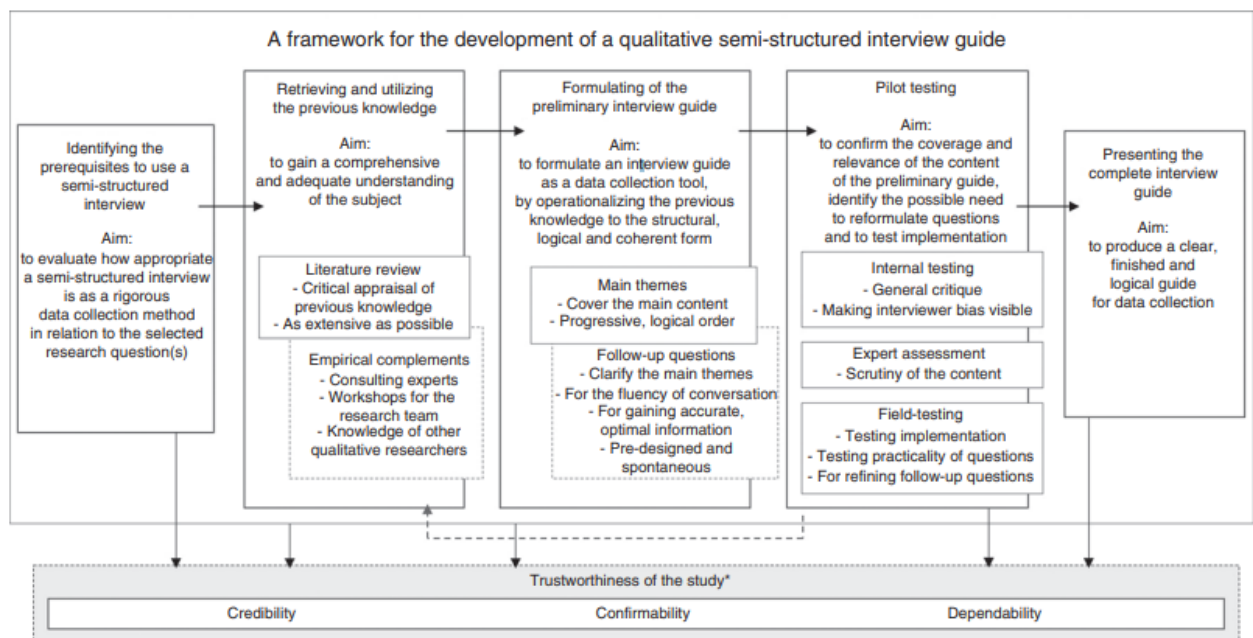 A framework for the development of a qualitative semi-structured interview guide
Identifying the
prerequisites to use a
semi-structured
interview
Aim:
to evaluate how appropriate
a semi-structured interview
is as a rigorous
data collection method
in relation to the selected
research question(s)
Retrieving and utilizing
the previous knowledge
Aim:
to gain a comprehensive
and adequate understanding
of the subject
Literature review
- Critical appraisal of
previous knowledge
- As extensive as possible
Empirical complements
- Consulting experts
- Workshops for the
research team
- Knowledge of other
qualitative researchers
Formulating of the
preliminary interview guide
Aim:
to formulate an interview guide
as a data collection tool,
by operationalizing the previous
knowledge to the structural,
logical and coherent form
Main themes
- Cover the main content
- Progressive, logical order
Follow-up questions
- Clarify the main themes
- For the fluency of conversation
- For gaining accurate,
optimal information
- Pre-designed and
spontaneous
Pilot testing
Aim:
to confirm the coverage and
relevance of the content
of the preliminary guide,
identify the possible need
to reformulate questions
and to test implementation
Internal testing
- General critique
- Making interviewer bias visible
Expert assessment
- Scrutiny of the content
Field-testing
- Testing implementation
- Testing practicality of questions
- For refining follow-up questions
Presenting the
complete interview
guide
Aim:
to produce a clear,
finished and
logical guide
for data collection
Trustworthiness of the study*
Credibility
Confirmability
Dependability